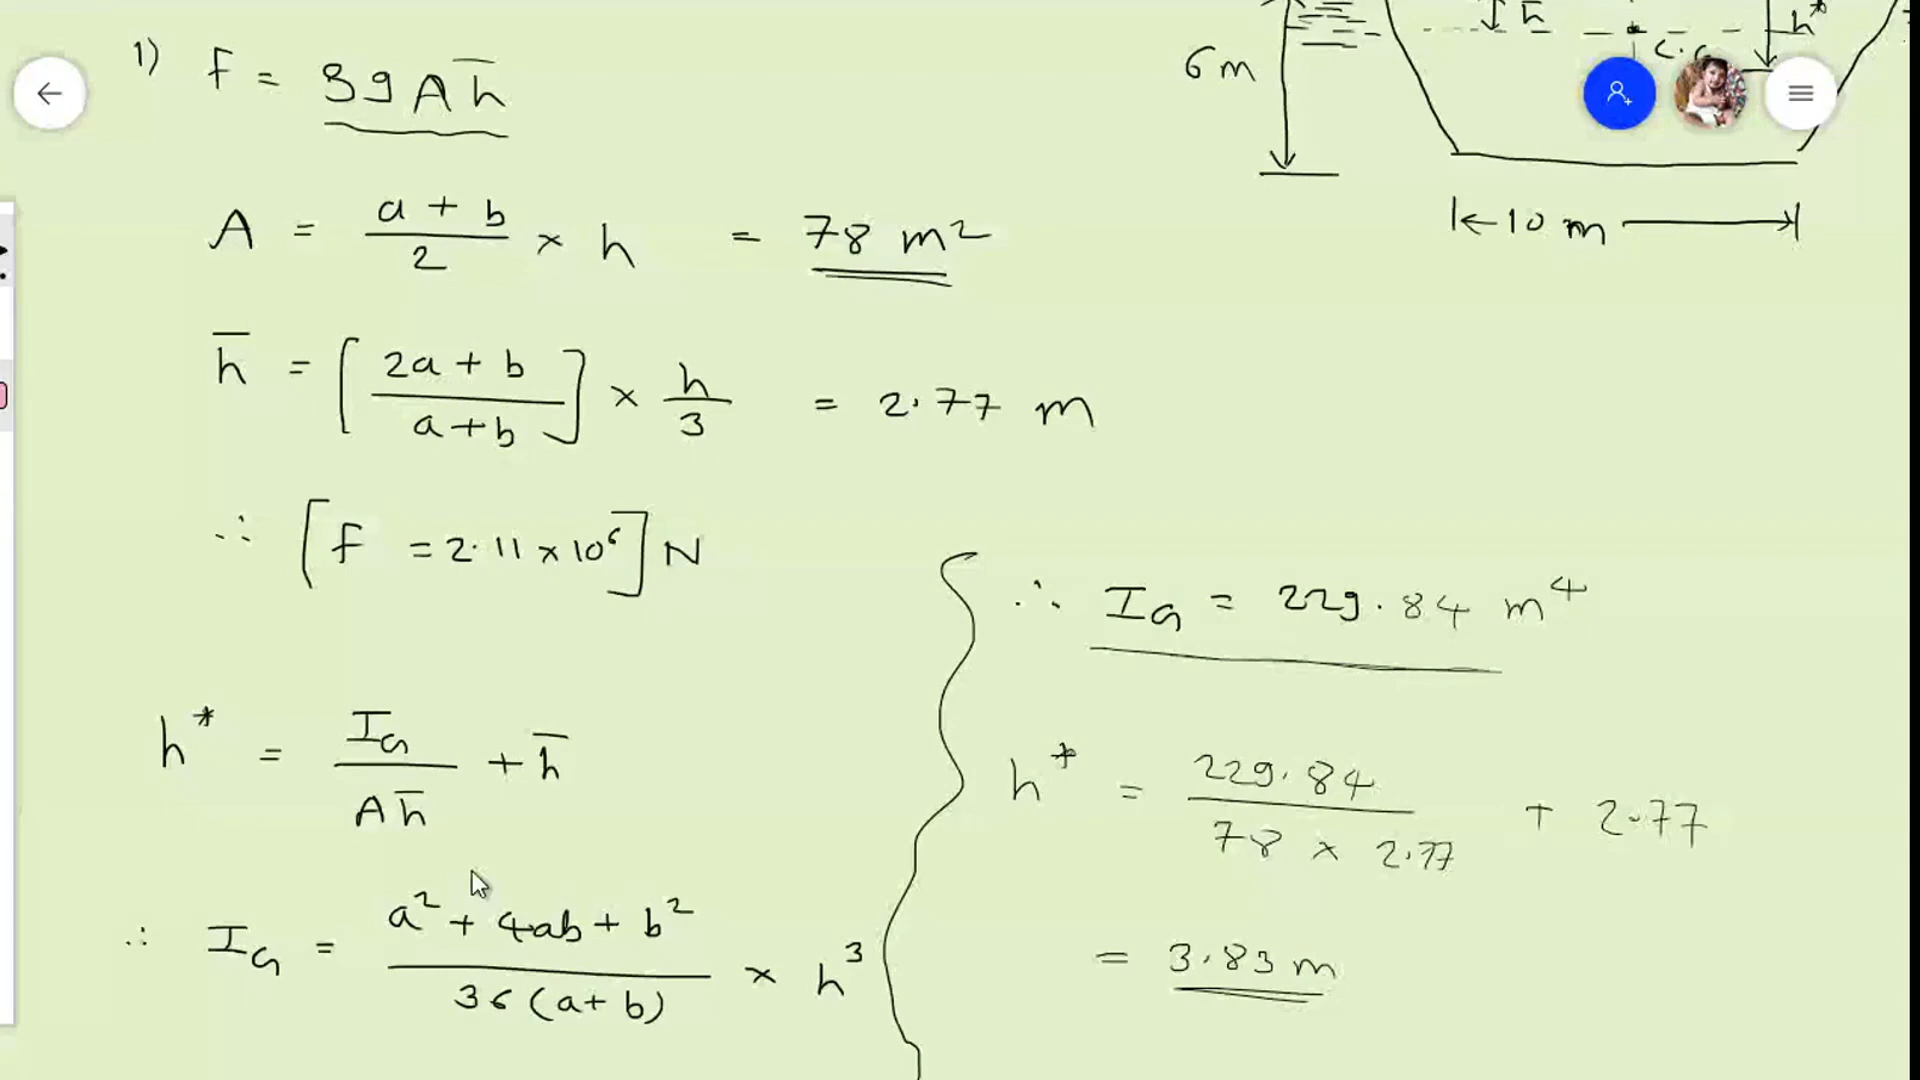 1) F = ρgAh̅
A = (a + b)/2 × h = 78 m²
h̅ = [(2a + b)/(a+b)] × h/3 = 2.77 m
∴ [F = 2.11 × 10⁶] N
h* = I_G/(Ah̅) + h̅
∴ I_G = (a² + 4ab + b²)/(36(a+b)) × h³
∴ I_G = 229.84 m⁴
h* = 229.84/(78 × 2.77) + 2.77
= 3.83 m
h̅
h*
C.G
6m
10 m